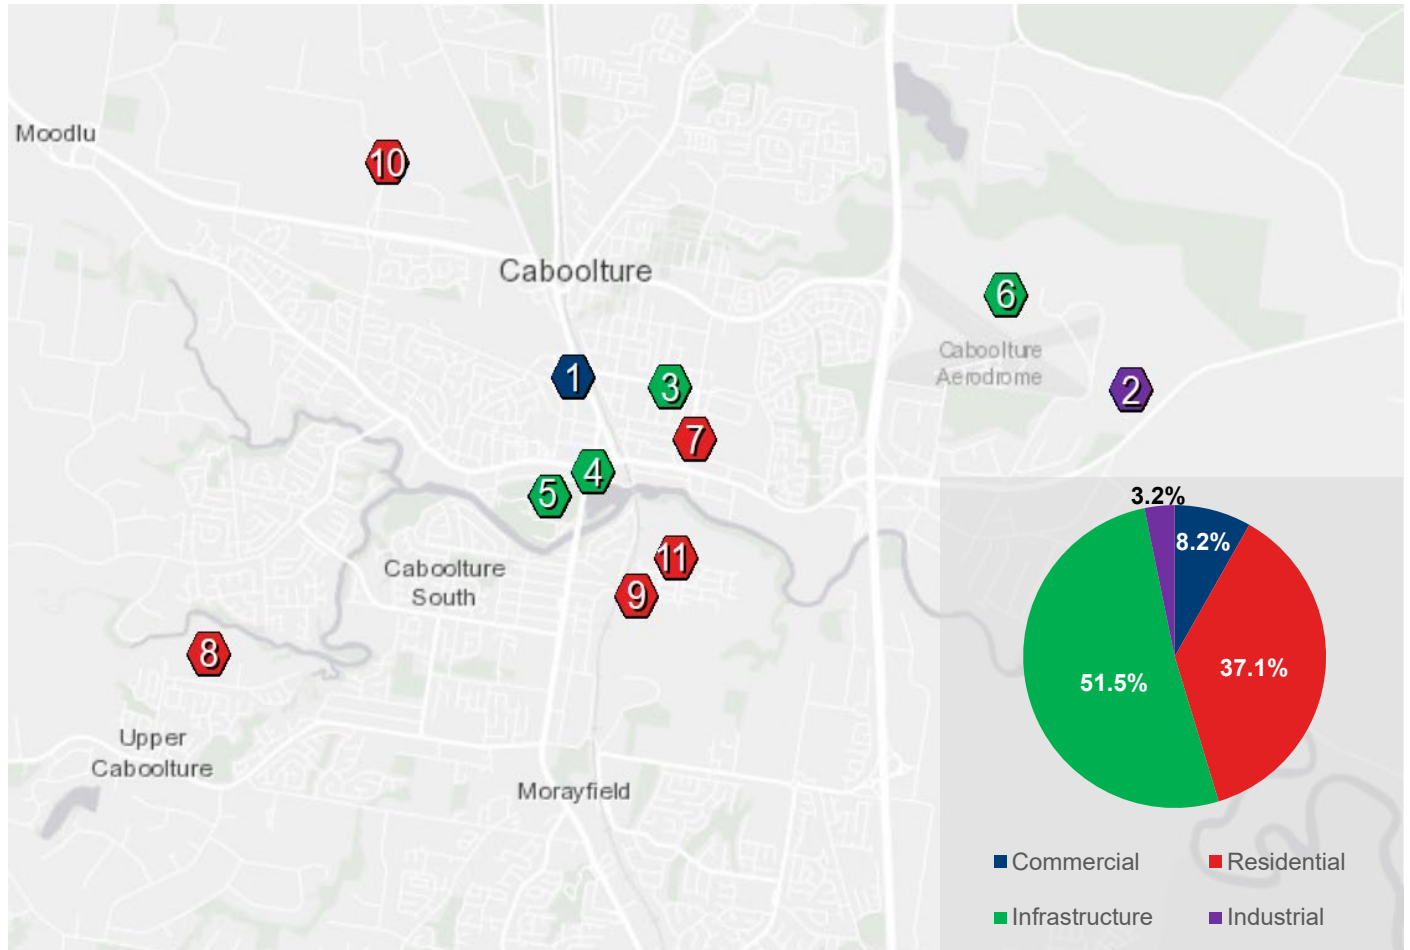 Moodlu
10
Caboolture
6
Caboolture
Aerodrome
1
3
2
7
4
5
11
Caboolture
South
9
8
Upper
Caboolture
Morayfield
3.2%
8.2%
37.1%
51.5%
Commercial
Residential
Infrastructure
Industrial